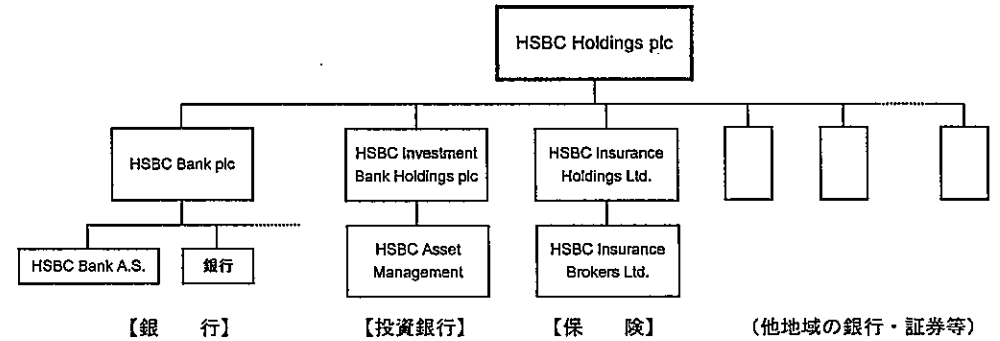 HSBC Holdings plc
HSBC Bank plc
HSBC Investment
Bank Holdings plc
HSBC Insurance
Holdings Ltd.
HSBC Bank A.S.
銀行
HSBC Asset
Management
HSBC Insurance
Brokers Ltd.
【銀　行】
【投資銀行】
【保　険】
(他地域の銀行・証券等)